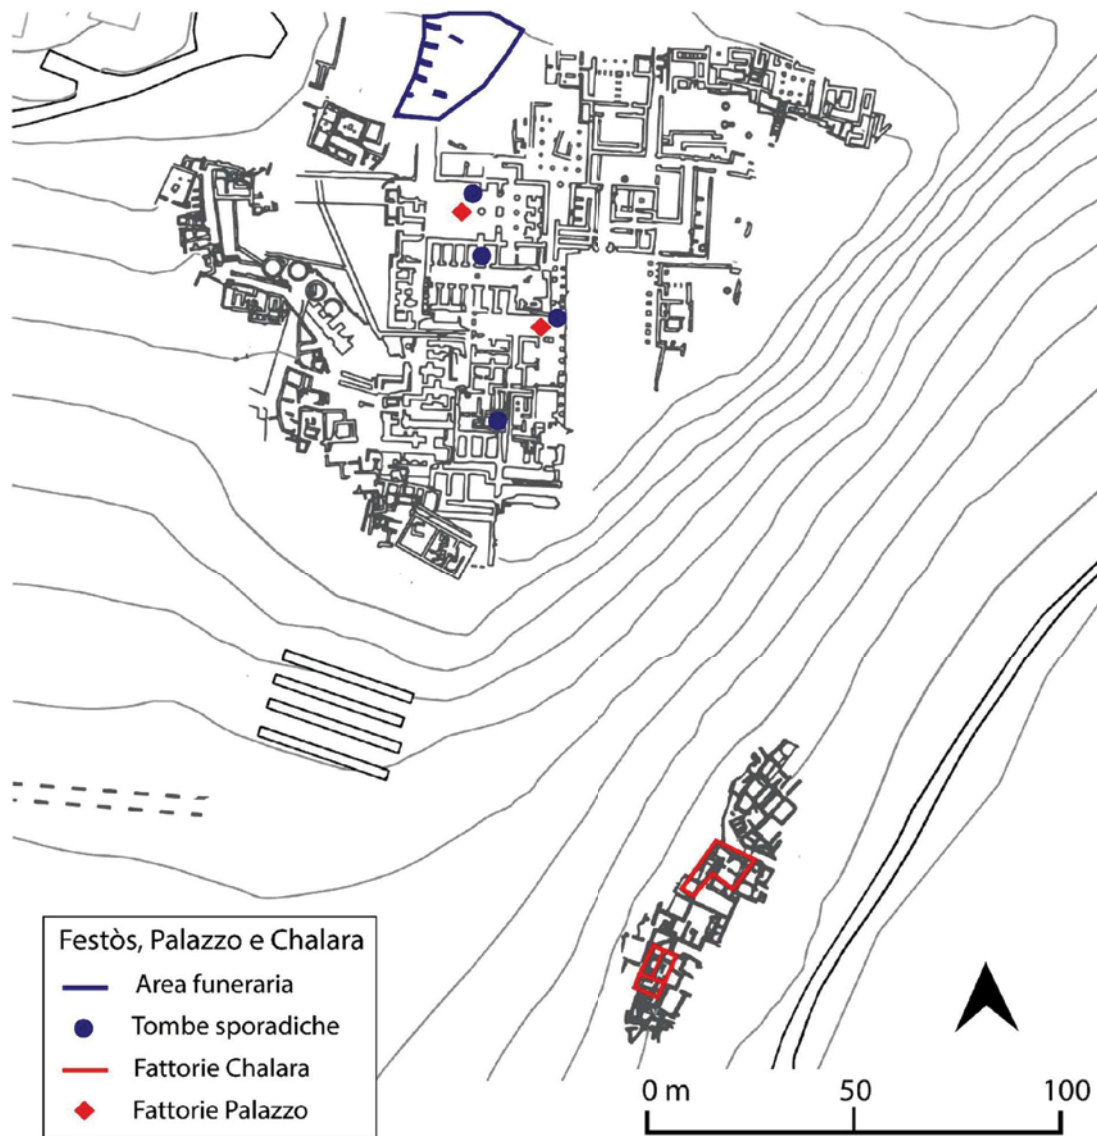 Festòs, Palazzo e Chalara
Area funeraria
Tombe sporadiche
Fattorie Chalara
Fattorie Palazzo
0 m 50 100